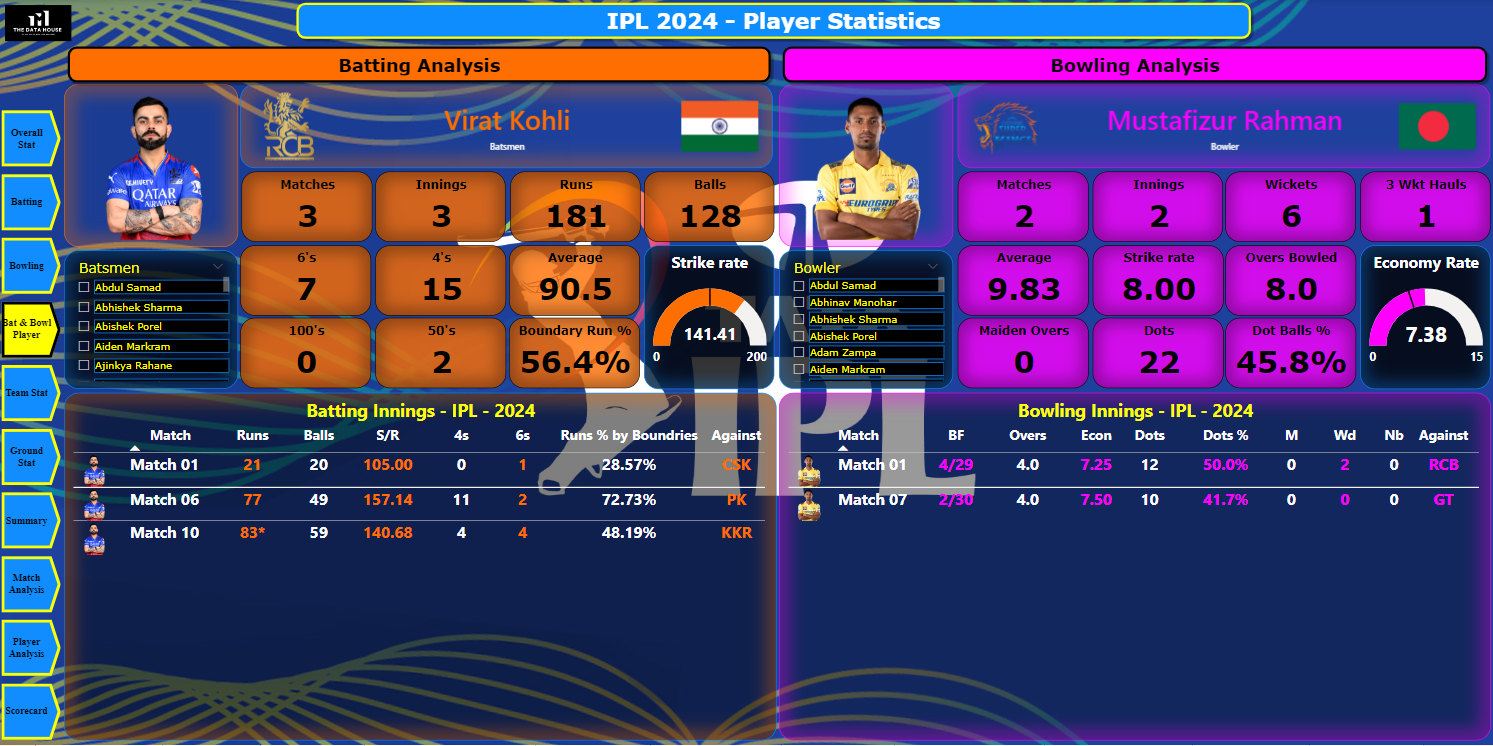 THE DATA HOUSE
IPL 2024 - Player Statistics
Batting Analysis
Bowling Analysis
Overall
Stat
Batting
Bowling
Bat & Bowl
Player
Team Stat
Ground
Stat
Summary
Match
Analysis
Player
Analysis
Scorecard
QATAR
AIRWAYS
RCB
Virat Kohli
Batsmen
Matches Innings Runs Balls
3 3 181 128
6's 4's Average
7 15 90.5
100's 50's Boundary Run %
0 2 56.4%
Strike rate
141.41
0 200
Batsmen
Abdul Samad
Abhishek Sharma
Abishek Porel
Aiden Markram
Ajinkya Rahane
Batting Innings - IPL - 2024
Match Runs Balls S/R 4s 6s Runs % by Boundries Against
Match 01 21 20 105.00 0 1 28.57% CSK
Match 06 77 49 157.14 11 2 72.73% PK
Match 10 83* 59 140.68 4 4 48.19% KKR
Gulf
EUROGRIP
TYRES
Mustafizur Rahman
Bowler
Matches Innings Wickets 3 Wkt Hauls
2 2 6 1
Average Strike rate Overs Bowled
9.83 8.00 8.0
Maiden Overs Dots Dot Balls %
0 22 45.8%
Economy Rate
7.38
0 15
Bowler
Abdul Samad
Abhinav Manohar
Abhishek Sharma
Abishek Porel
Adam Zampa
Aiden Markram
Bowling Innings - IPL - 2024
Match BF Overs Econ Dots Dots % M Wd Nb Against
Match 01 4/29 4.0 7.25 12 50.0% 0 2 0 RCB
Match 07 2/30 4.0 7.50 10 41.7% 0 0 0 GT
IPL